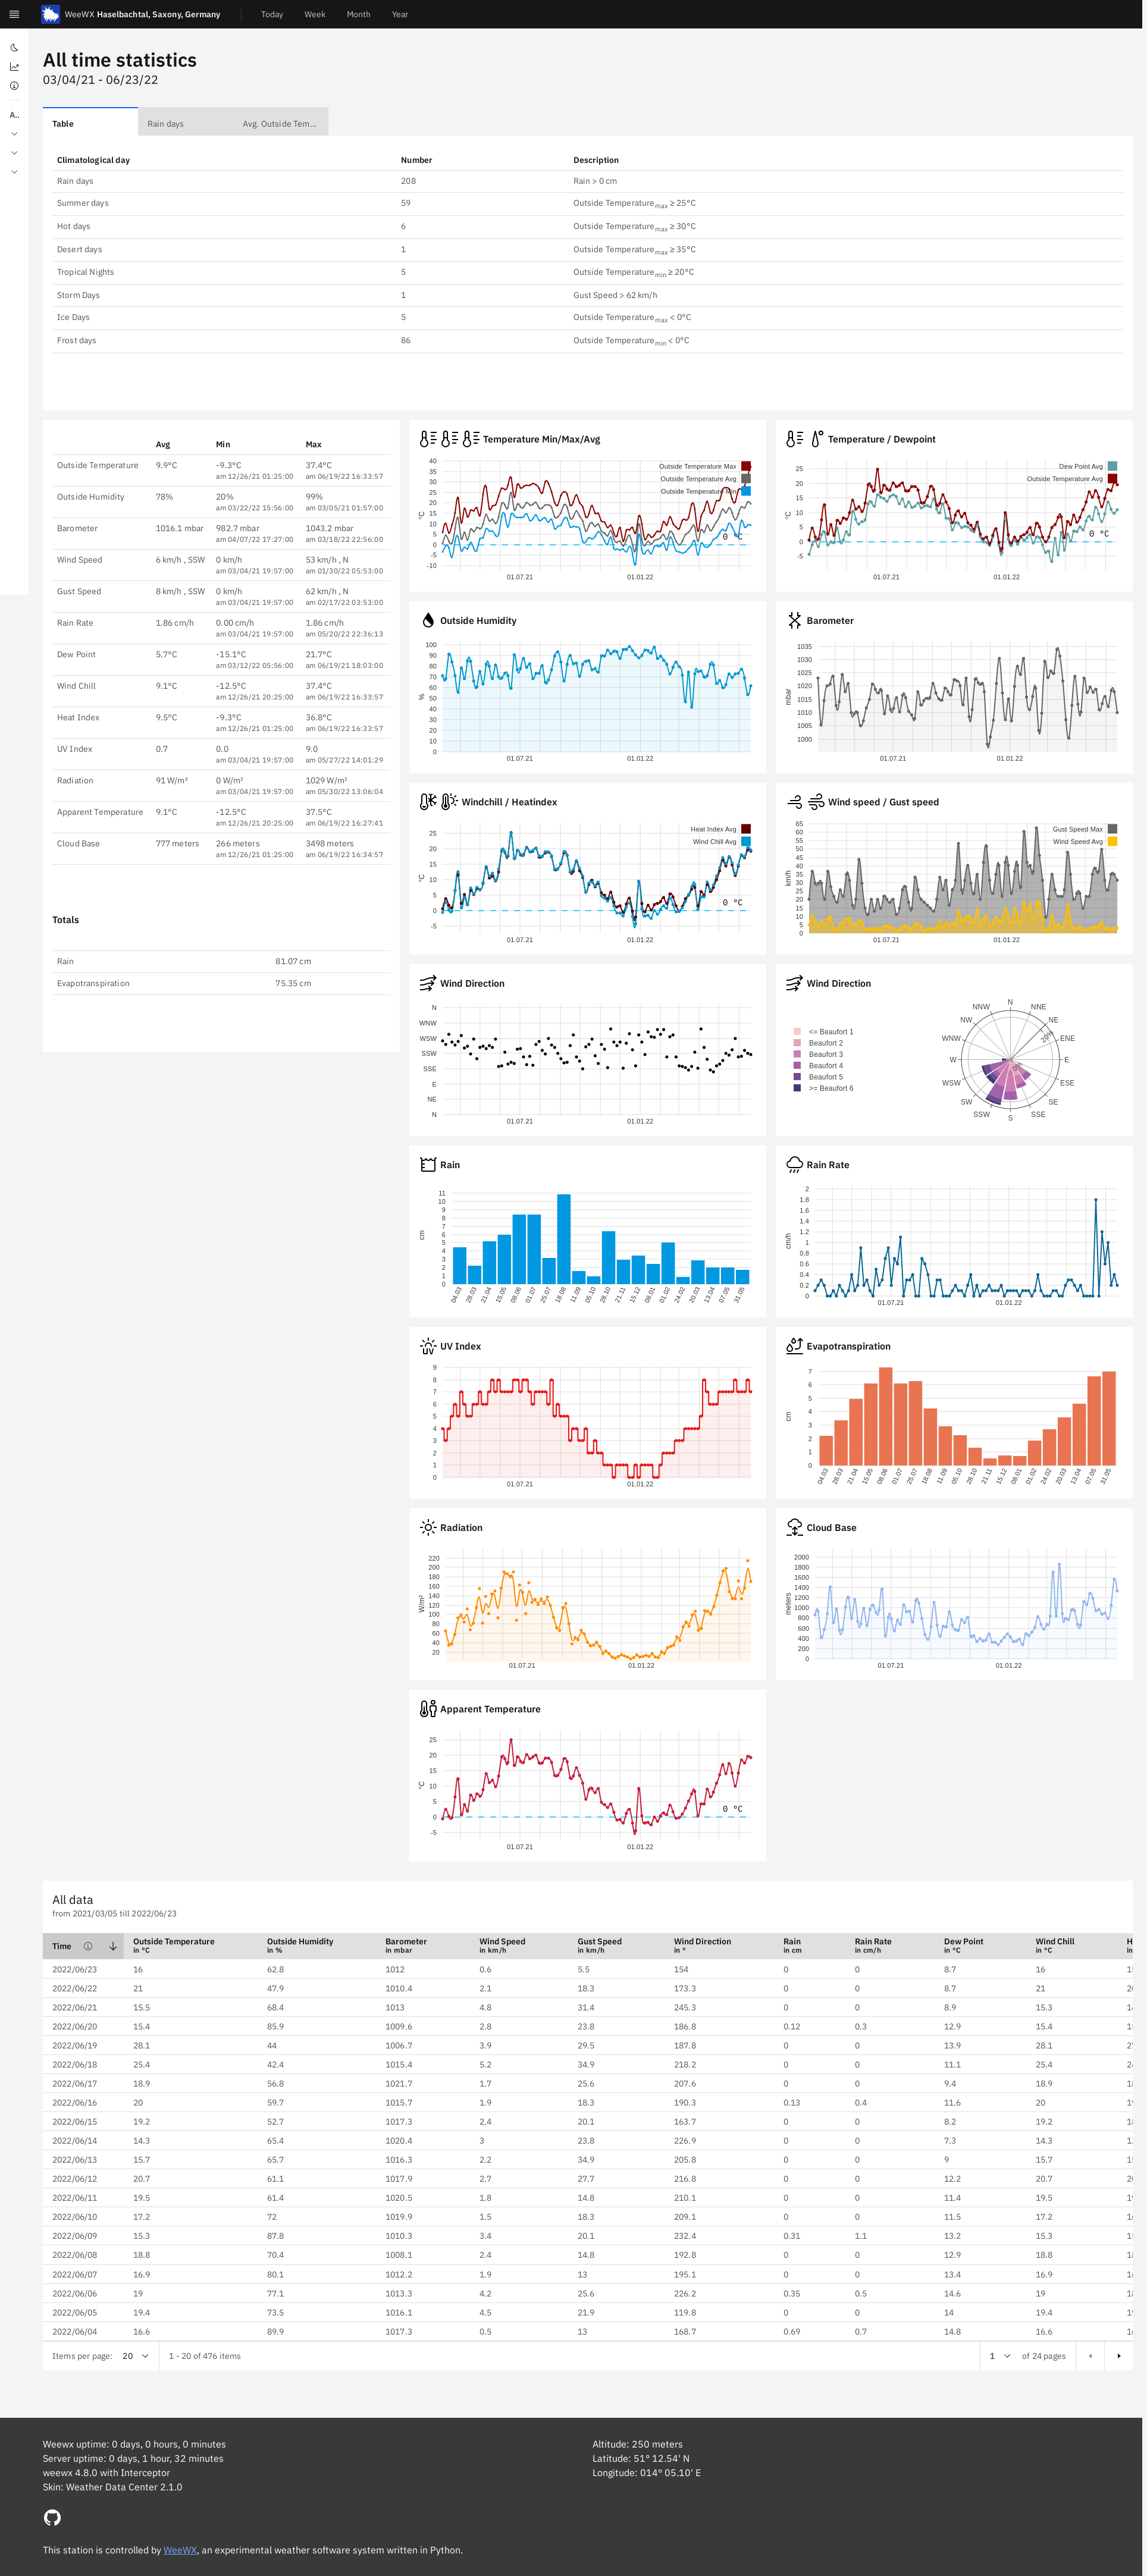 WeeWX Haselbachtal, Saxony, Germany Today Week Month Year
All time statistics
03/04/21 - 06/23/22
A..
Table Rain days Avg. Outside Tem...
Climatological day Number Description
Rain days 208 Rain > 0 cm
Summer days 59 Outside Temperature max ≥ 25°C
Hot days 6 Outside Temperature max ≥ 30°C
Desert days 1 Outside Temperature max ≥ 35°C
Tropical Nights 5 Outside Temperature min ≥ 20°C
Storm Days 1 Gust Speed > 62 km/h
Ice Days 5 Outside Temperature max < 0°C
Frost days 86 Outside Temperature min < 0°C
Avg Min Max
Outside Temperature 9.9°C -9.3°C 37.4°C
am 12/26/21 01:25:00 am 06/19/22 16:33:57
Outside Humidity 78% 20% 99%
am 03/22/22 15:56:00 am 03/05/21 01:57:00
Barometer 1016.1 mbar 982.7 mbar 1043.2 mbar
am 04/07/22 17:27:00 am 03/18/22 22:56:00
Wind Speed 6 km/h , SSW 0 km/h 53 km/h , N
am 03/04/21 19:57:00 am 01/30/22 05:53:00
Gust Speed 8 km/h , SSW 0 km/h 62 km/h , N
am 03/04/21 19:57:00 am 02/17/22 03:53:00
Rain Rate 1.86 cm/h 0.00 cm/h 1.86 cm/h
am 03/04/21 19:57:00 am 05/20/22 22:36:13
Dew Point 5.7°C -15.1°C 21.7°C
am 03/12/22 05:56:00 am 06/19/21 18:03:00
Wind Chill 9.1°C -12.5°C 37.4°C
am 12/26/21 20:25:00 am 06/19/22 16:33:57
Heat Index 9.5°C -9.3°C 36.8°C
am 12/26/21 01:25:00 am 06/19/22 16:33:57
UV Index 0.7 0.0 9.0
am 03/04/21 19:57:00 am 05/27/22 14:01:29
Radiation 91 W/m² 0 W/m² 1029 W/m²
am 03/04/21 19:57:00 am 05/30/22 13:06:04
Apparent Temperature 9.1°C -12.5°C 37.5°C
am 12/26/21 20:25:00 am 06/19/22 16:27:41
Cloud Base 777 meters 266 meters 3498 meters
am 12/26/21 01:25:00 am 06/19/22 16:34:57
Totals
Rain 81.07 cm
Evapotranspiration 75.35 cm
Temperature Min/Max/Avg
Outside Temperature Max
Outside Temperature Avg
Outside Temperature Min
°C
40
35
30
25
20
15
10
5
0
-5
-10
0 °C
01.07.21 01.01.22
Temperature / Dewpoint
Dew Point Avg
Outside Temperature Avg
°C
25
20
15
10
5
0
-5
0 °C
01.07.21 01.01.22
Outside Humidity
%
100
90
80
70
60
50
40
30
20
10
0
01.07.21 01.01.22
Barometer
mbar
1035
1030
1025
1020
1015
1010
1005
1000
01.07.21 01.01.22
Windchill / Heatindex
Heat Index Avg
Wind Chill Avg
°C
25
20
15
10
5
0
-5
0 °C
01.07.21 01.01.22
Wind speed / Gust speed
Gust Speed Max
Wind Speed Avg
km/h
65
60
55
50
45
40
35
30
25
20
15
10
5
0
01.07.21 01.01.22
Wind Direction
N
WNW
WSW
SSW
SSE
E
NE
N
01.07.21 01.01.22
Wind Direction
<= Beaufort 1
Beaufort 2
Beaufort 3
Beaufort 4
Beaufort 5
>= Beaufort 6
N
NNE
NE
ENE
E
ESE
SE
SSE
S
SSW
SW
WSW
W
WNW
NW
NNW
20%
0%
Rain
cm
11
10
9
8
7
6
5
4
3
2
1
0
04.03 28.03 21.04 15.05 08.06 01.07 25.07 18.08 11.09 05.10 28.10 21.11 15.12 08.01 01.02 24.02 20.03 13.04 07.05 31.05
Rain Rate
cm/h
2
1.8
1.6
1.4
1.2
1
0.8
0.6
0.4
0.2
0
01.07.21 01.01.22
UV Index
9
8
7
6
5
4
3
2
1
0
01.07.21 01.01.22
Evapotranspiration
cm
7
6
5
4
3
2
1
0
04.03 28.03 21.04 15.05 08.06 01.07 25.07 18.08 11.09 05.10 28.10 21.11 15.12 08.01 01.02 24.02 20.03 13.04 07.05 31.05
Radiation
W/m²
220
200
180
160
140
120
100
80
60
40
20
01.07.21 01.01.22
Cloud Base
meters
2000
1800
1600
1400
1200
1000
800
600
400
200
0
01.07.21 01.01.22
Apparent Temperature
°C
25
20
15
10
5
0
-5
0 °C
01.07.21 01.01.22
All data
from 2021/03/05 till 2022/06/23
Time Outside Temperature Outside Humidity Barometer Wind Speed Gust Speed Wind Direction Rain Rain Rate Dew Point Wind Chill
in °C in % in mbar in km/h in km/h in ° in cm in cm/h in °C in °C
2022/06/23 16 62.8 1012 0.6 5.5 154 0 0 8.7 16
2022/06/22 21 47.9 1010.4 2.1 18.3 173.3 0 0 8.7 21
2022/06/21 15.5 68.4 1013 4.8 31.4 245.3 0 0 8.9 15.3
2022/06/20 15.4 85.9 1009.6 2.8 23.8 186.8 0.12 0.3 12.9 15.4
2022/06/19 28.1 44 1006.7 3.9 29.5 187.8 0 0 13.9 28.1
2022/06/18 25.4 42.4 1015.4 5.2 34.9 218.2 0 0 11.1 25.4
2022/06/17 18.9 56.8 1021.7 1.7 25.6 207.6 0 0 9.4 18.9
2022/06/16 20 59.7 1015.7 1.9 18.3 190.3 0.13 0.4 11.6 20
2022/06/15 19.2 52.7 1017.3 2.4 20.1 163.7 0 0 8.2 19.2
2022/06/14 14.3 65.4 1020.4 3 23.8 226.9 0 0 7.3 14.3
2022/06/13 15.7 65.7 1016.3 2.2 34.9 205.8 0 0 9 15.7
2022/06/12 20.7 61.1 1017.9 2.7 27.7 216.8 0 0 12.2 20.7
2022/06/11 19.5 61.4 1020.5 1.8 14.8 210.1 0 0 11.4 19.5
2022/06/10 17.2 72 1019.9 1.5 18.3 209.1 0 0 11.5 17.2
2022/06/09 15.3 87.8 1010.3 3.4 20.1 232.4 0.31 1.1 13.2 15.3
2022/06/08 18.8 70.4 1008.1 2.4 14.8 192.8 0 0 12.9 18.8
2022/06/07 16.9 80.1 1012.2 1.9 13 195.1 0 0 13.4 16.9
2022/06/06 19 77.1 1013.3 4.2 25.6 226.2 0.35 0.5 14.6 19
2022/06/05 19.4 73.5 1016.1 4.5 21.9 119.8 0 0 14 19.4
2022/06/04 16.6 89.9 1017.3 0.5 13 168.7 0.69 0.7 14.8 16.6
Items per page: 20 1 - 20 of 476 items 1 of 24 pages
Weewx uptime: 0 days, 0 hours, 0 minutes
Server uptime: 0 days, 1 hour, 32 minutes
weewx 4.8.0 with Interceptor
Skin: Weather Data Center 2.1.0
Altitude: 250 meters
Latitude: 51° 12.54' N
Longitude: 014° 05.10' E
This station is controlled by WeeWX, an experimental weather software system written in Python.